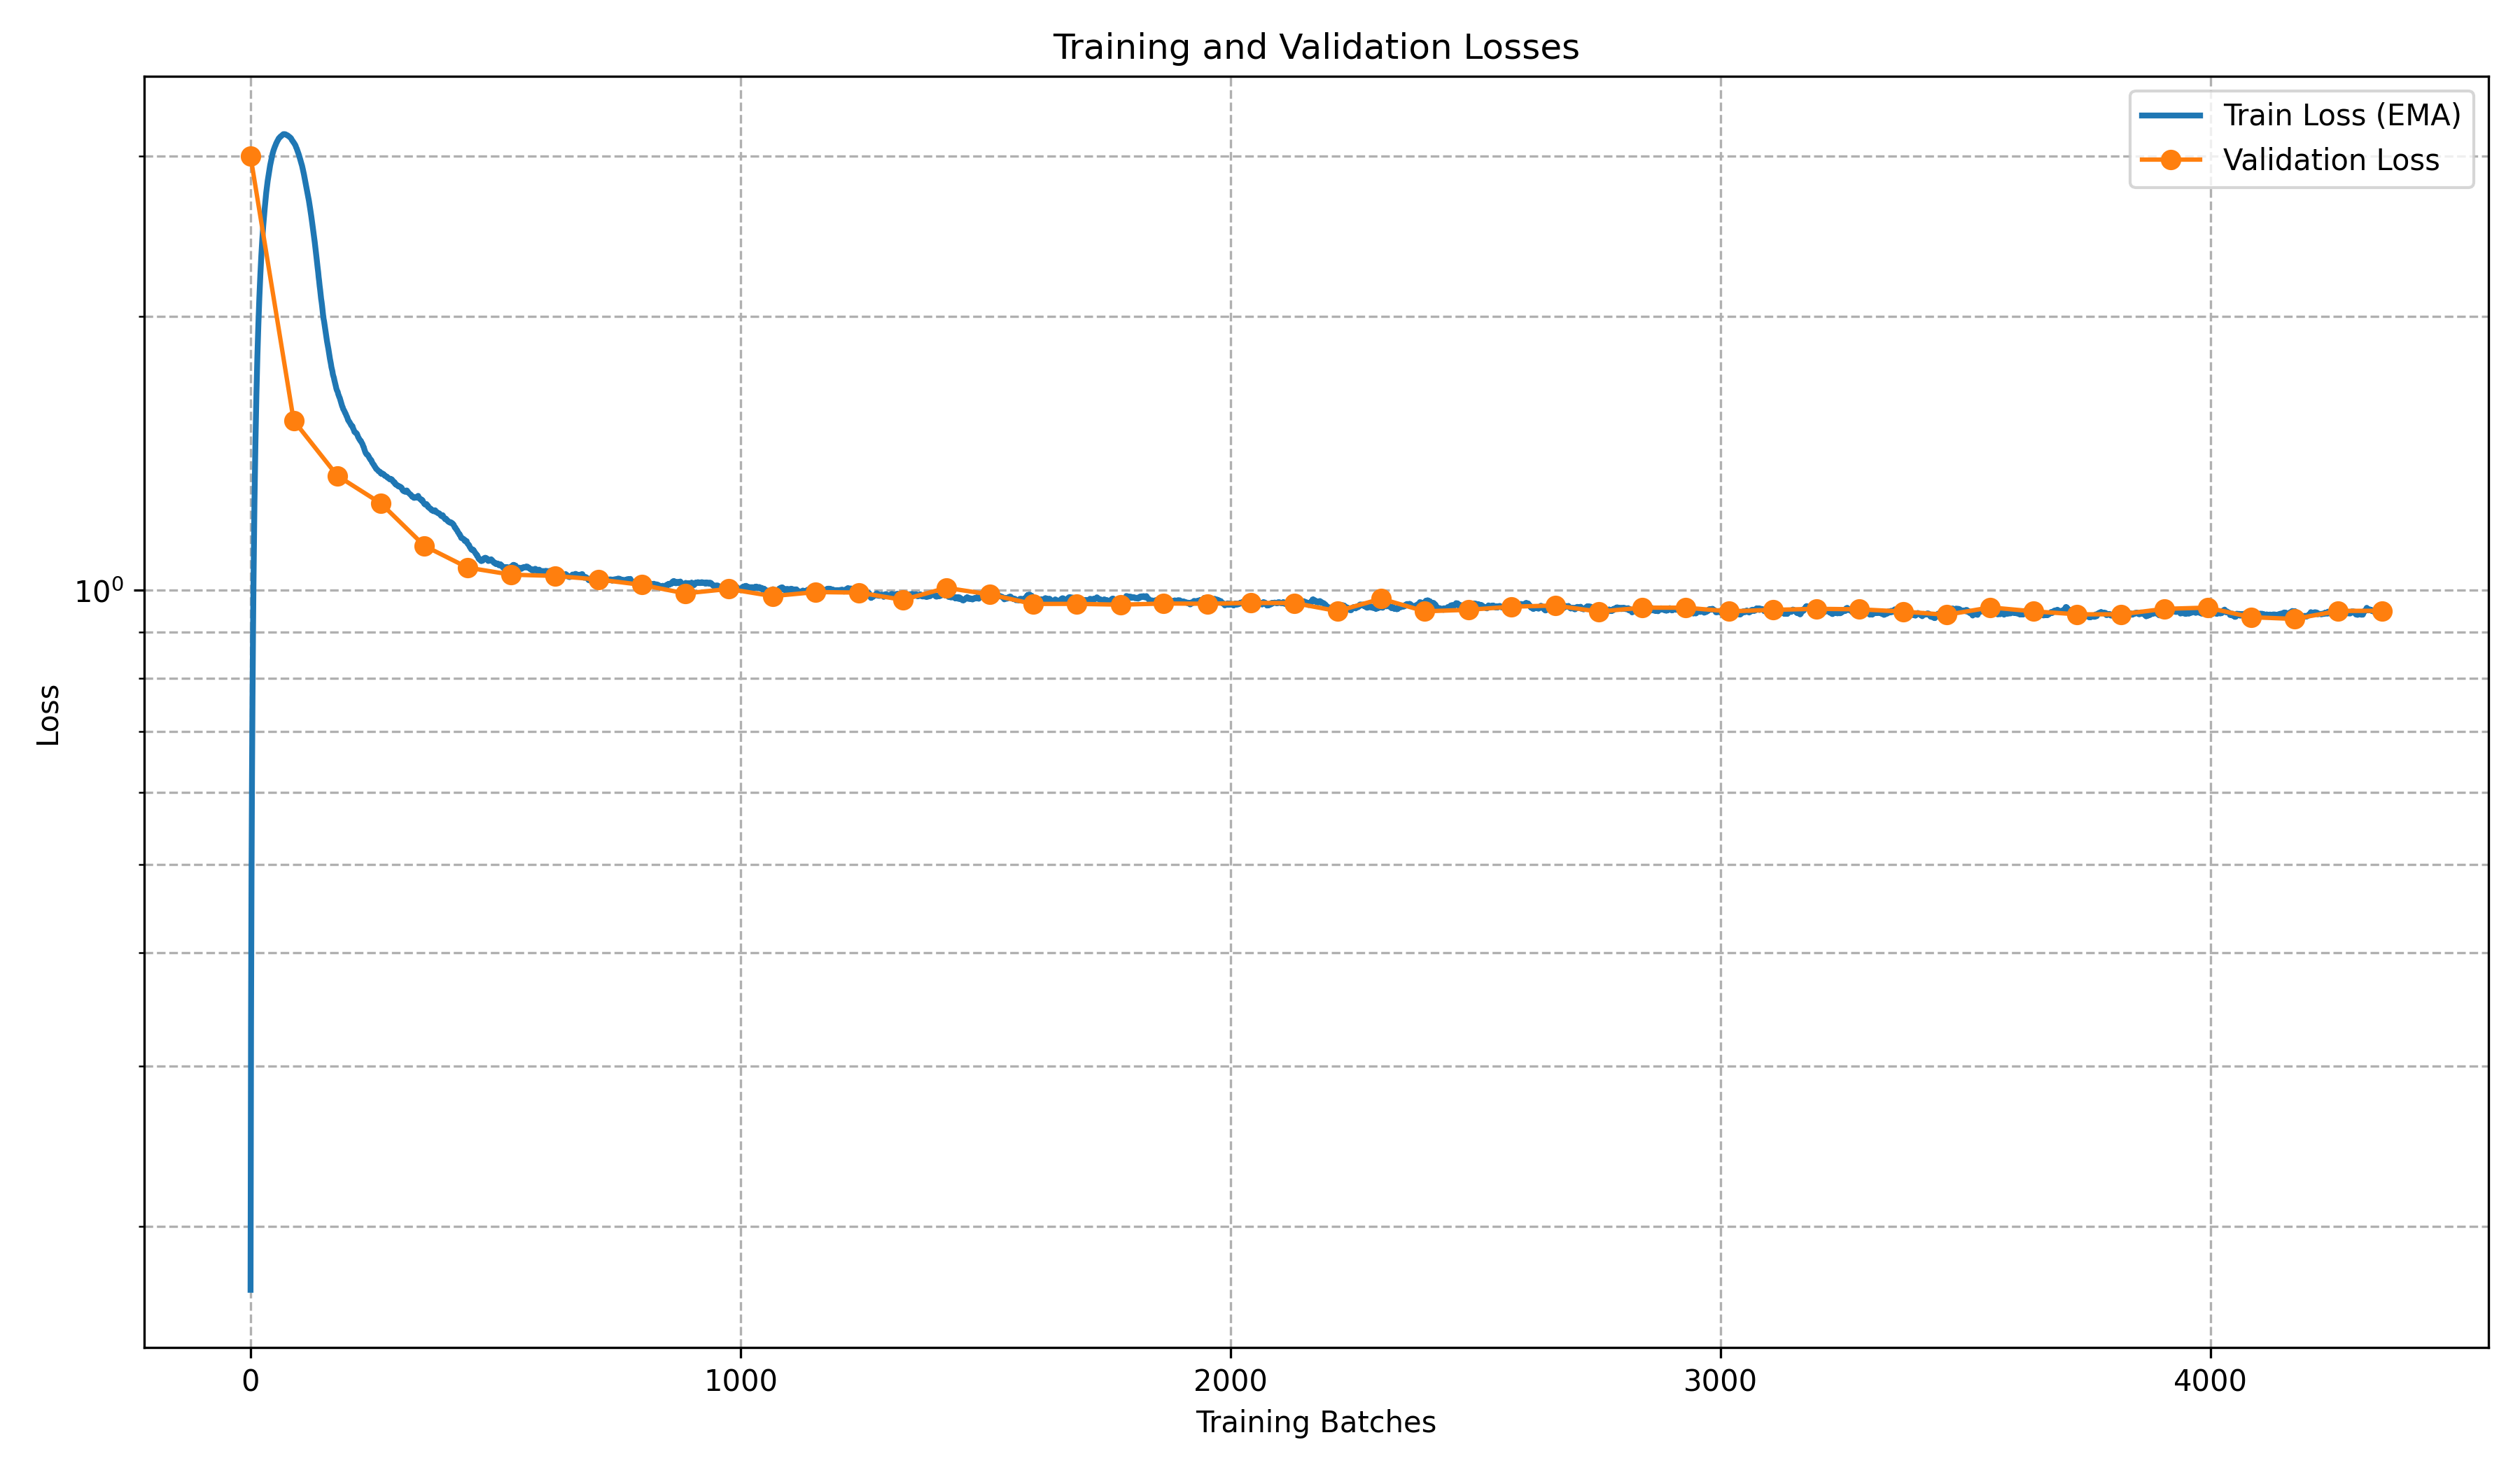 Training and Validation Losses
Train Loss (EMA)
Validation Loss
Loss
10⁰
0 1000 2000 3000 4000
Training Batches